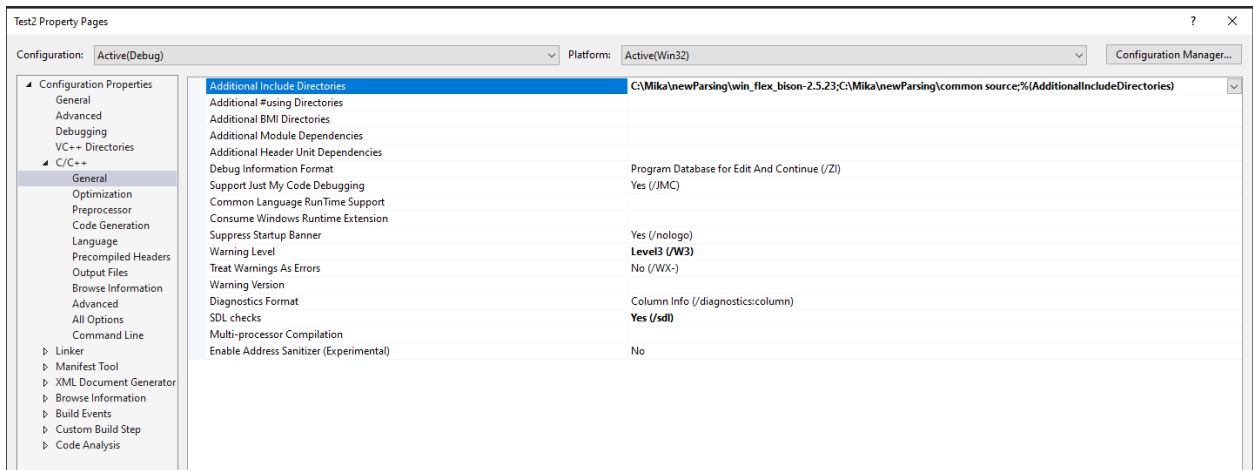 Test2 Property Pages ? ×
Configuration: Active(Debug) Platform: Active(Win32) Configuration Manager...
Configuration Properties
General
Advanced
Debugging
VC++ Directories
C/C++
General
Optimization
Preprocessor
Code Generation
Language
Precompiled Headers
Output Files
Browse Information
Advanced
All Options
Command Line
Linker
Manifest Tool
XML Document Generator
Browse Information
Build Events
Custom Build Step
Code Analysis
Additional Include Directories C:\Mika\newParsing\win_flex_bison-2.5.23;C:\Mika\newParsing\common source;%(AdditionalIncludeDirectories)
Additional #using Directories
Additional BMI Directories
Additional Module Dependencies
Additional Header Unit Dependencies
Debug Information Format Program Database for Edit And Continue (/ZI)
Support Just My Code Debugging Yes (/JMC)
Common Language RunTime Support
Consume Windows Runtime Extension
Suppress Startup Banner Yes (/nologo)
Warning Level Level3 (/W3)
Treat Warnings As Errors No (/WX-)
Warning Version
Diagnostics Format Column Info (/diagnostics:column)
SDL checks Yes (/sdl)
Multi-processor Compilation
Enable Address Sanitizer (Experimental) No